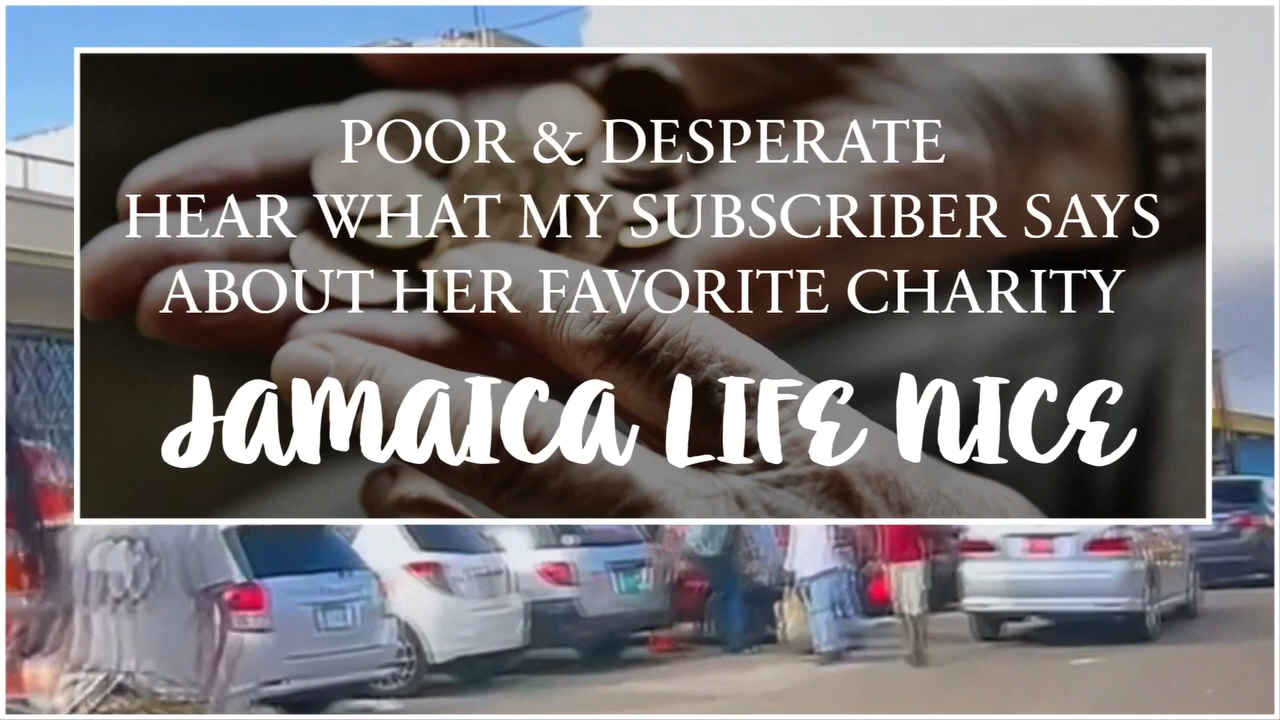 POOR & DESPERATE
HEAR WHAT MY SUBSCRIBER SAYS
ABOUT HER FAVORITE CHARITY
JAMAICA LIFE NICE